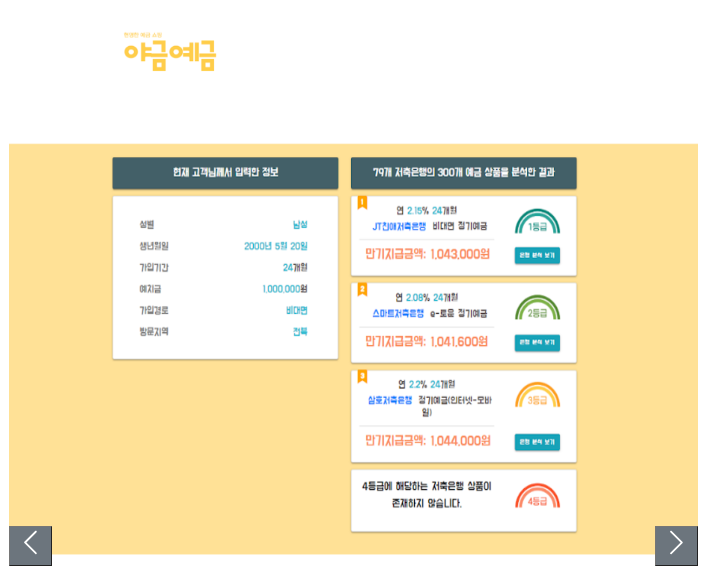 야금예금
현재 고객님께서 입력한 정보
성별 남성
생년월일 2000년 5월 20일
가입기간 24개월
예치금 1,000,000원
가입경로 비대면
방문지역 전북
79개 저축은행의 300개 예금 상품을 분석한 결과
1
연 2.15% 24개월
JT친애저축은행 비대면 정기예금
만기지급금액: 1,043,000원
1등급
은행 분석 보기
2
연 2.08% 24개월
스마트저축은행 e-로운 정기예금
만기지급금액: 1,041,600원
2등급
은행 분석 보기
3
연 2.2% 24개월
삼호저축은행 정기예금(인터넷-모바
일)
만기지급금액: 1,044,000원
3등급
은행 분석 보기
4등급에 해당하는 저축은행 상품이
존재하지 않습니다.
4등급